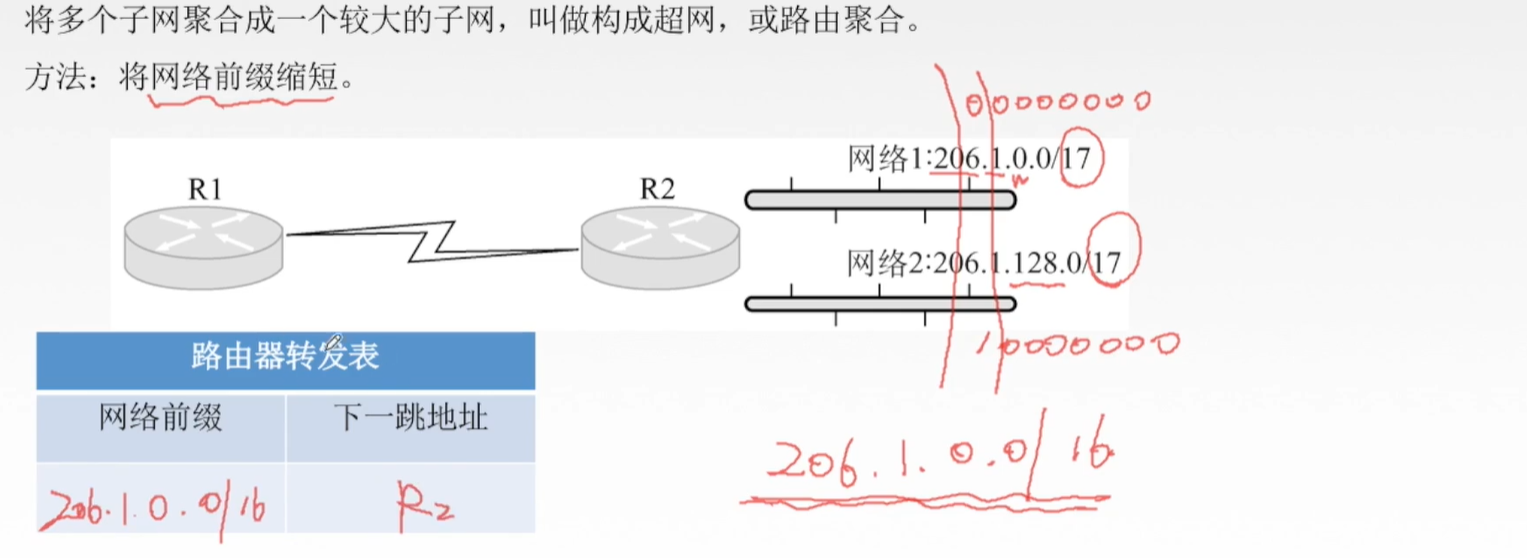 将多个子网聚合成一个较大的子网，叫做构成超网，或路由聚合。
方法：将网络前缀缩短。
00000000
网络1:206.1.0.0/17
R1
R2
网络2:206.1.128.0/17
10000000
路由器转发表
网络前缀 下一跳地址
206.1.0.0/16
206.1.0.0/16 R2